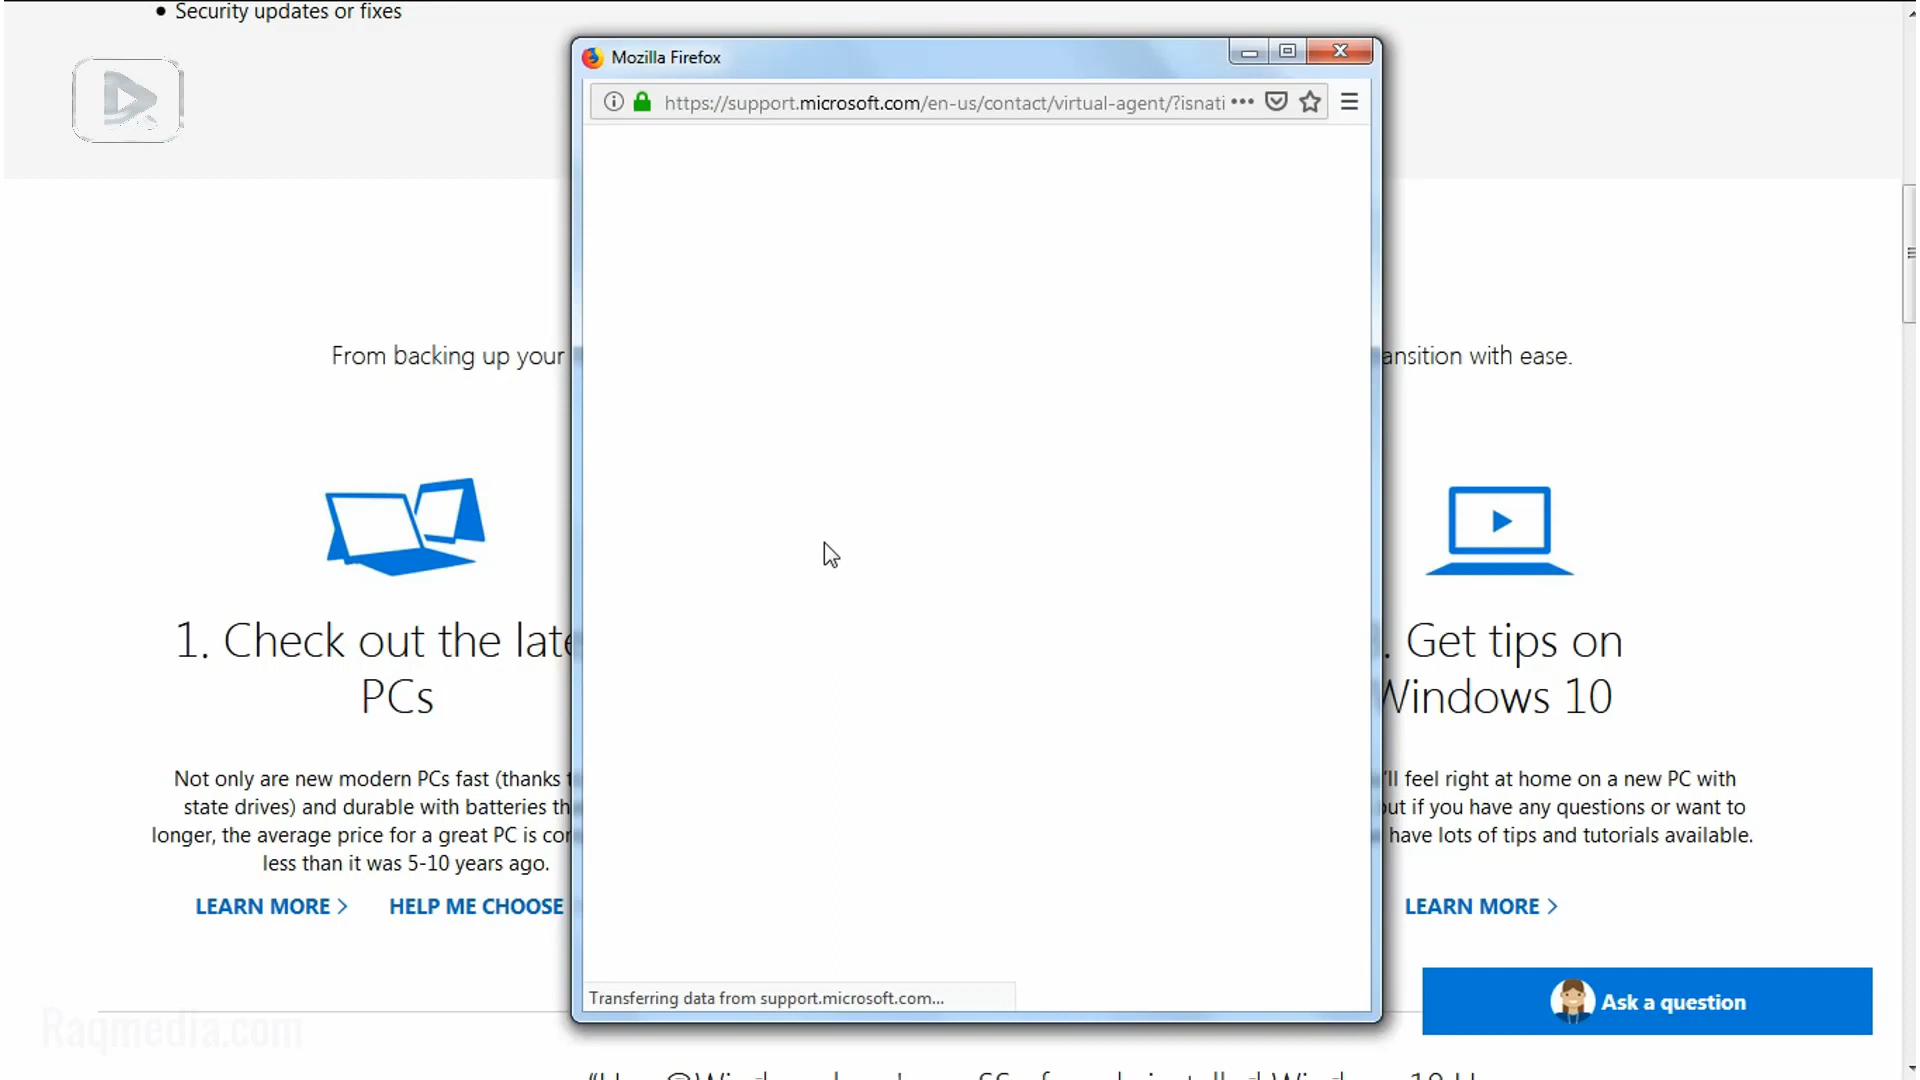 Security updates or fixes
Mozilla Firefox
https://support.microsoft.com/en-us/contact/virtual-agent/?isnati
From backing up your
ansition with ease.
1. Check out the late
PCs
. Get tips on
Windows 10
Not only are new modern PCs fast (thanks t
state drives) and durable with batteries th
longer, the average price for a great PC is con
less than it was 5-10 years ago.
'll feel right at home on a new PC with
out if you have any questions or want to
have lots of tips and tutorials available.
LEARN MORE >
HELP ME CHOOSE
LEARN MORE >
Transferring data from support.microsoft.com...
Ask a question
Raqmedia.com